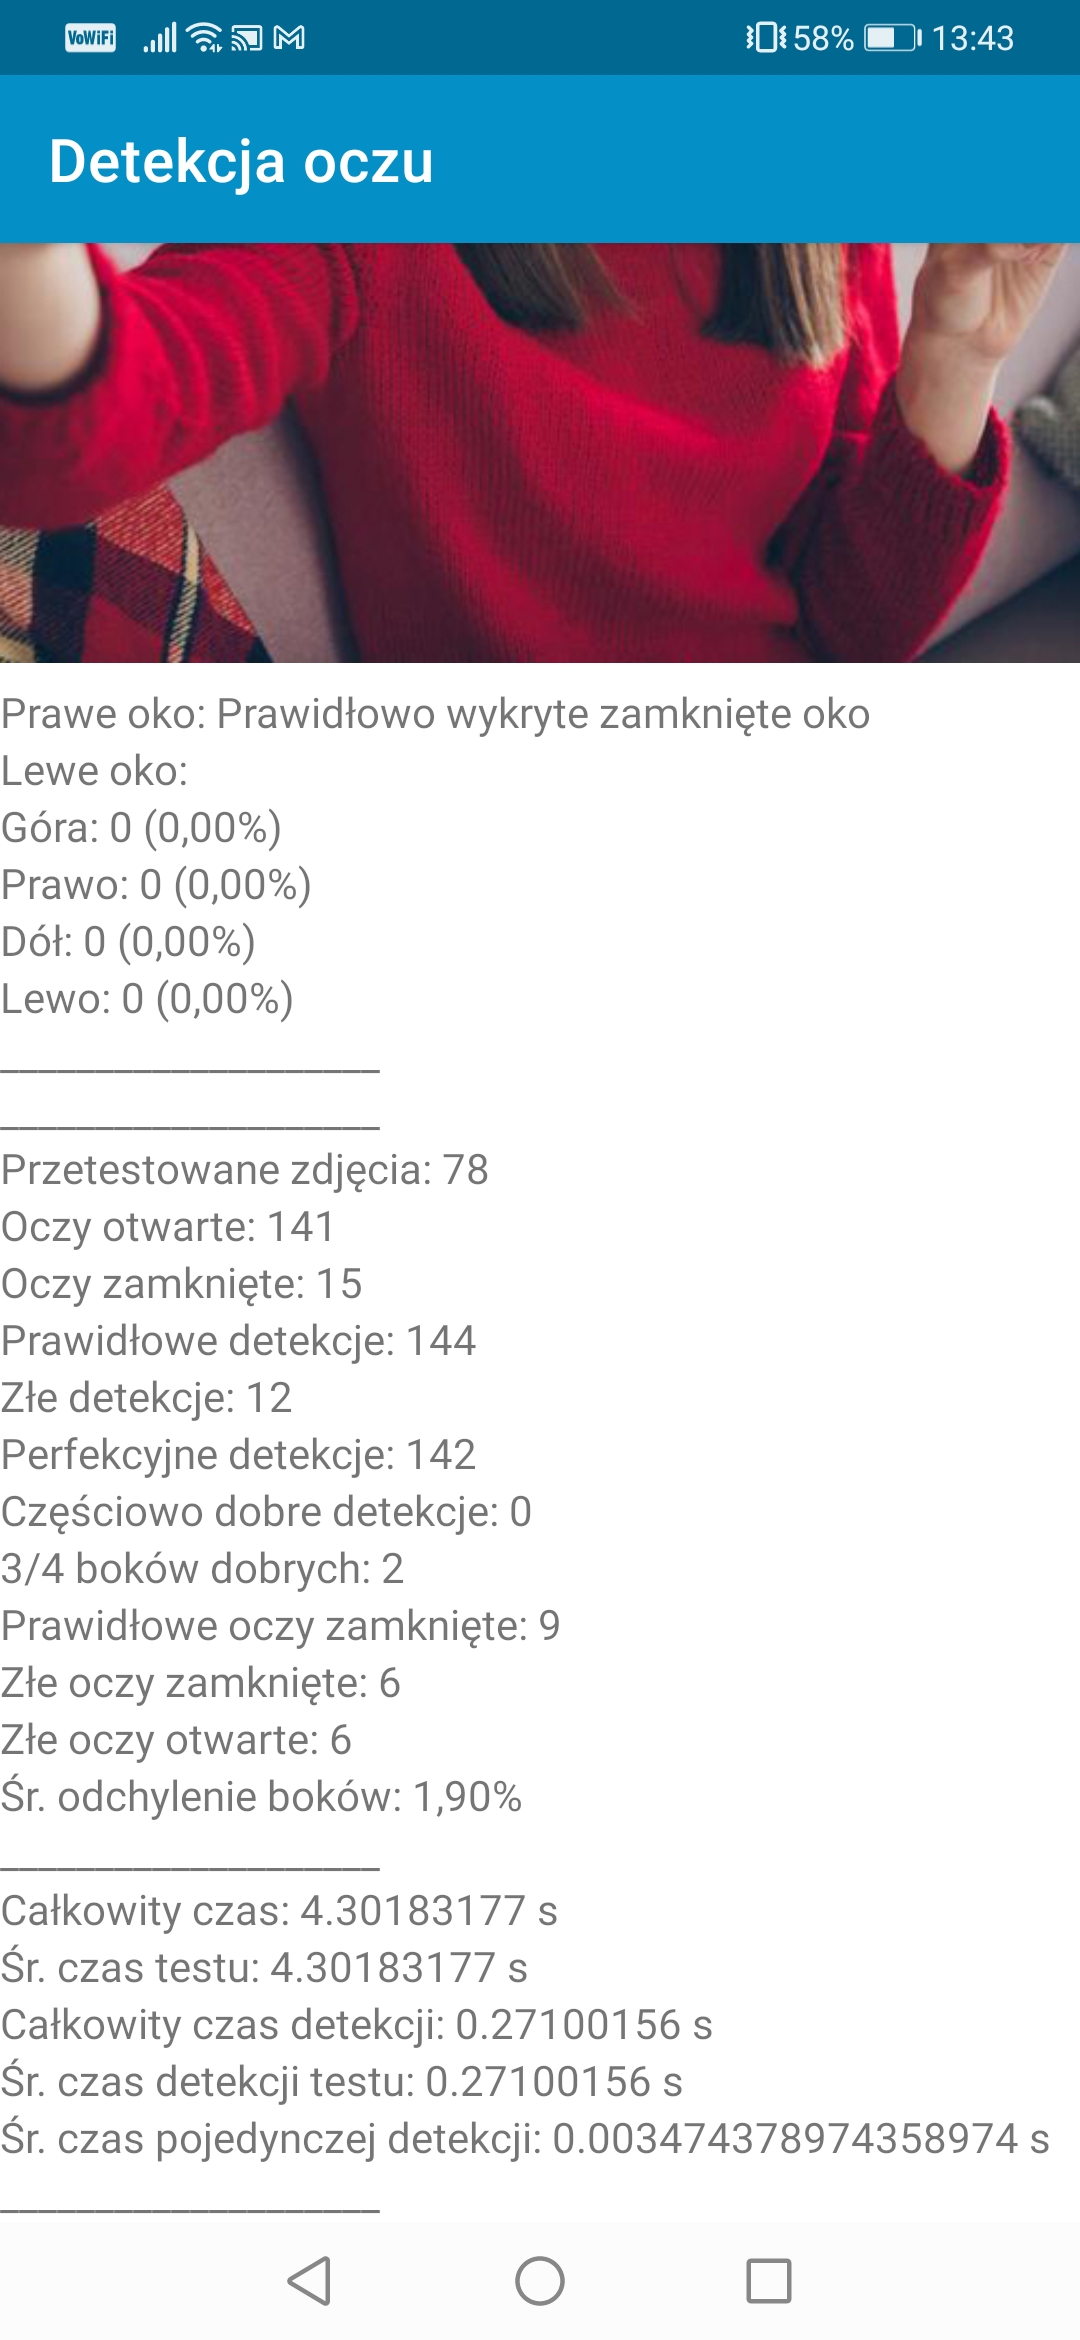 VoWiFi 58% 13:43
Detekcja oczu
Prawe oko: Prawidłowo wykryte zamknięte oko
Lewe oko:
Góra: 0 (0,00%)
Prawo: 0 (0,00%)
Dół: 0 (0,00%)
Lewo: 0 (0,00%)
____________________
____________________
Przetestowane zdjęcia: 78
Oczy otwarte: 141
Oczy zamknięte: 15
Prawidłowe detekcje: 144
Złe detekcje: 12
Perfekcyjne detekcje: 142
Częściowo dobre detekcje: 0
3/4 boków dobrych: 2
Prawidłowe oczy zamknięte: 9
Złe oczy zamknięte: 6
Złe oczy otwarte: 6
Śr. odchylenie boków: 1,90%
____________________
Całkowity czas: 4.30183177 s
Śr. czas testu: 4.30183177 s
Całkowity czas detekcji: 0.27100156 s
Śr. czas detekcji testu: 0.27100156 s
Śr. czas pojedynczej detekcji: 0.003474378974358974 s
____________________